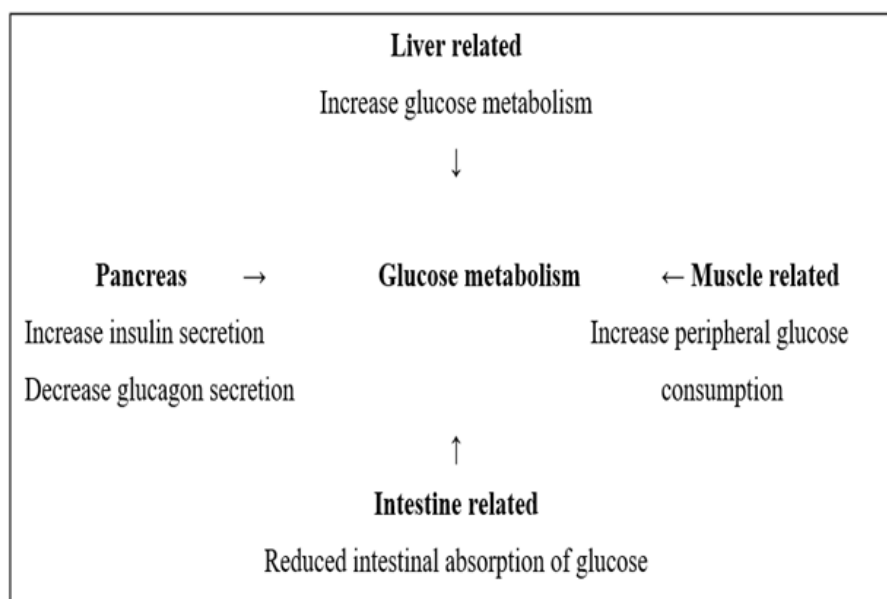 Liver related
Increase glucose metabolism
↓
Pancreas → Glucose metabolism ← Muscle related
Increase insulin secretion Increase peripheral glucose
Decrease glucagon secretion consumption
↑
Intestine related
Reduced intestinal absorption of glucose